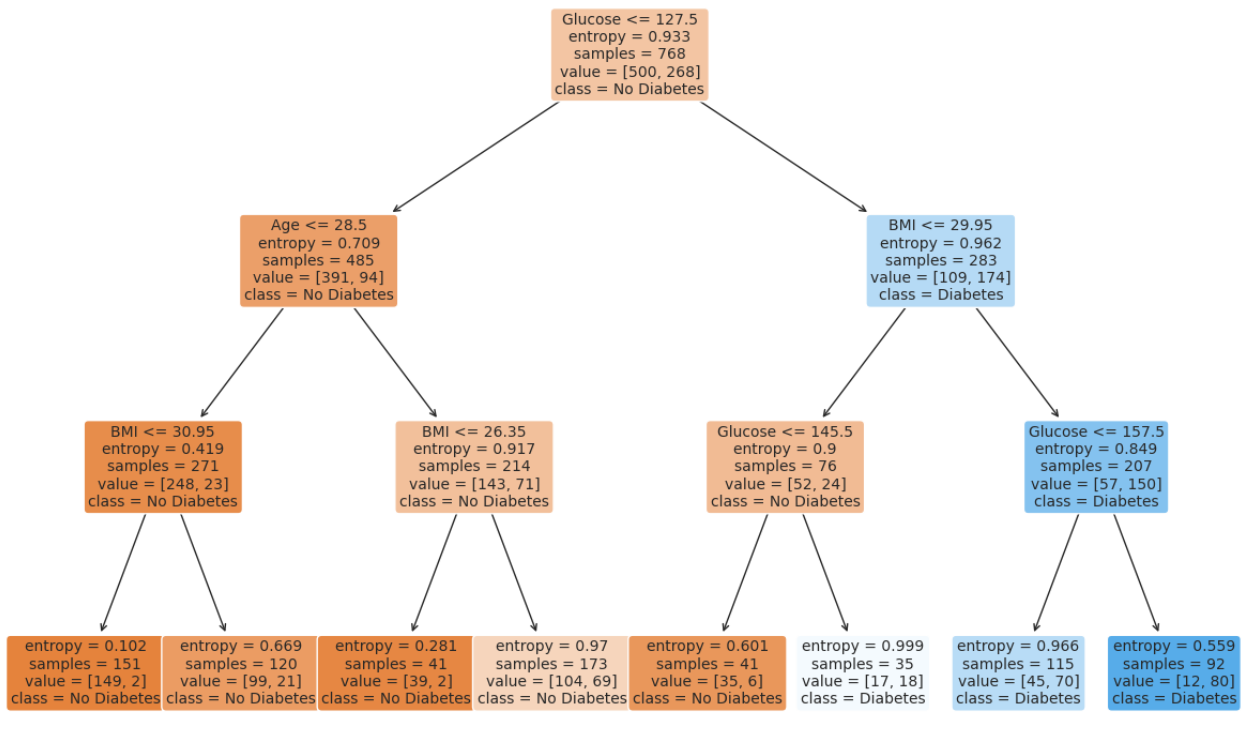 Glucose <= 127.5
entropy = 0.933
samples = 768
value = [500, 268]
class = No Diabetes
Age <= 28.5
entropy = 0.709
samples = 485
value = [391, 94]
class = No Diabetes
BMI <= 29.95
entropy = 0.962
samples = 283
value = [109, 174]
class = Diabetes
BMI <= 30.95
entropy = 0.419
samples = 271
value = [248, 23]
class = No Diabetes
BMI <= 26.35
entropy = 0.917
samples = 214
value = [143, 71]
class = No Diabetes
Glucose <= 145.5
entropy = 0.9
samples = 76
value = [52, 24]
class = No Diabetes
Glucose <= 157.5
entropy = 0.849
samples = 207
value = [57, 150]
class = Diabetes
entropy = 0.102
samples = 151
value = [149, 2]
class = No Diabetes
entropy = 0.669
samples = 120
value = [99, 21]
class = No Diabetes
entropy = 0.281
samples = 41
value = [39, 2]
class = No Diabetes
entropy = 0.97
samples = 173
value = [104, 69]
class = No Diabetes
entropy = 0.601
samples = 41
value = [35, 6]
class = No Diabetes
entropy = 0.999
samples = 35
value = [17, 18]
class = Diabetes
entropy = 0.966
samples = 115
value = [45, 70]
class = Diabetes
entropy = 0.559
samples = 92
value = [12, 80]
class = Diabetes